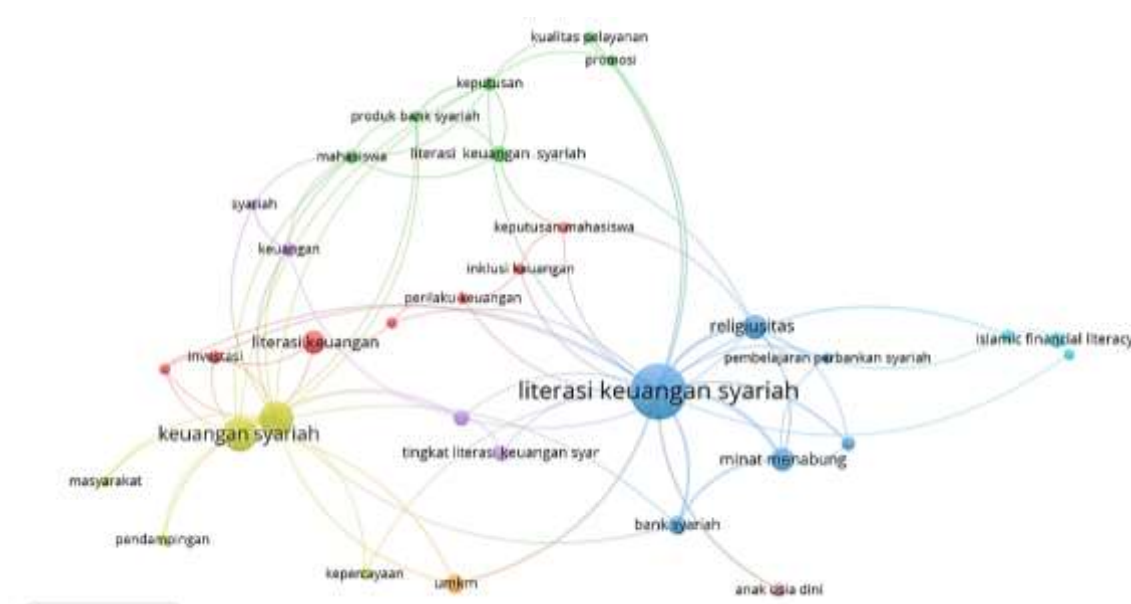 kualitas pelayanan
promosi
keputusan
produk bank syariah
mahasiswa
literasi keuangan syariah
syariah
keputusan mahasiswa
keuangan
inklusi keuangan
perilaku keuangan
religiusitas
literasi keuangan
islamic financial literacy
investasi
pembelajaran perbankan syariah
literasi keuangan syariah
keuangan syariah
tingkat literasi keuangan syar
minat menabung
masyarakat
bank syariah
pendampingan
kepercayaan
umkm
anak usia dini